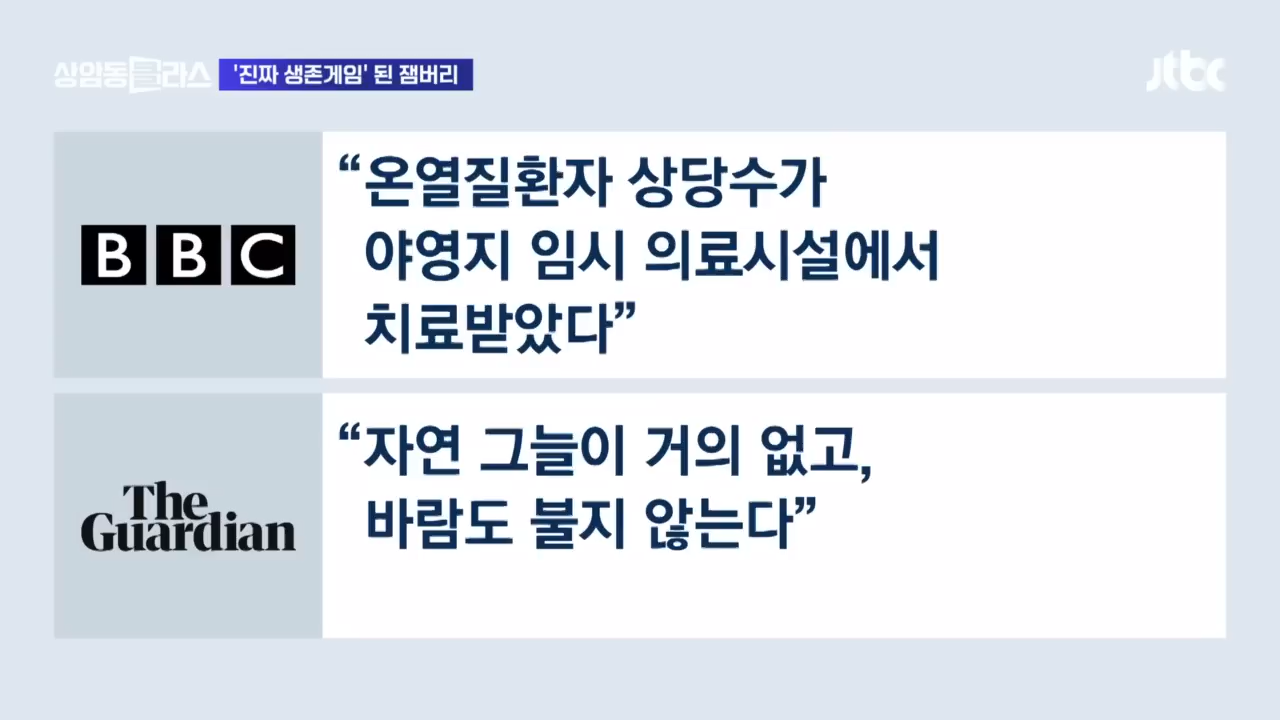 상암동클라스 '진짜 생존게임' 된 잼버리
jtbc
BBC
“온열질환자 상당수가
야영지 임시 의료시설에서
치료받았다”
The
Guardian
“자연 그늘이 거의 없고,
바람도 불지 않는다”